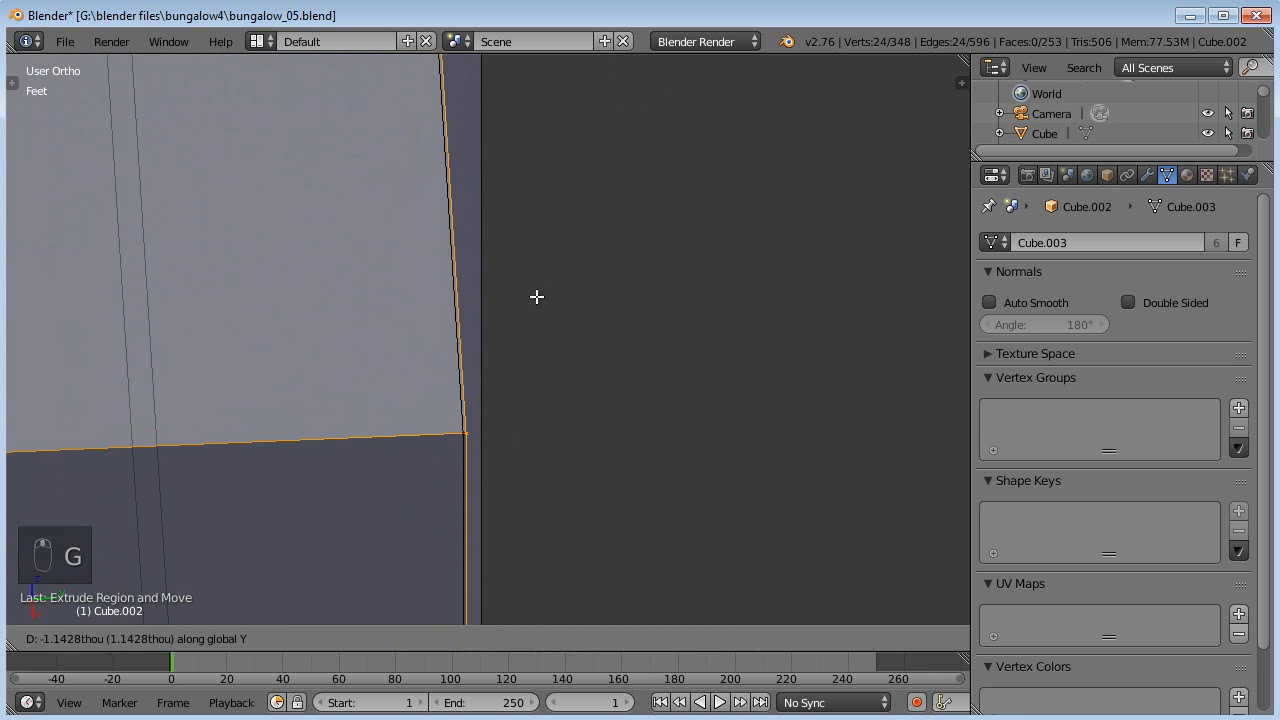 Blender* [G:\blender files\bungalow4\bungalow_05.blend]
File Render Window Help Default Scene Blender Render v2.76 | Verts:24/348 | Edges:24/596 | Faces:0/253 | Tris:506 | Mem:77.53M | Cube.002
User Ortho
Feet
View Search All Scenes
World
Camera
Cube
Cube.002 Cube.003
Cube.003 6 F
Normals
Auto Smooth Double Sided
Angle: 180°
Texture Space
Vertex Groups
Shape Keys
UV Maps
Vertex Colors
G
z
Last: Extrude Region and Move
(1) Cube.002
D: -1.1428thou (1.1428thou) along global Y
-40 -20 0 20 40 60 80 100 120 140 160 180 200 220 240 260
View Marker Frame Playback Start: 1 End: 250 1 No Sync